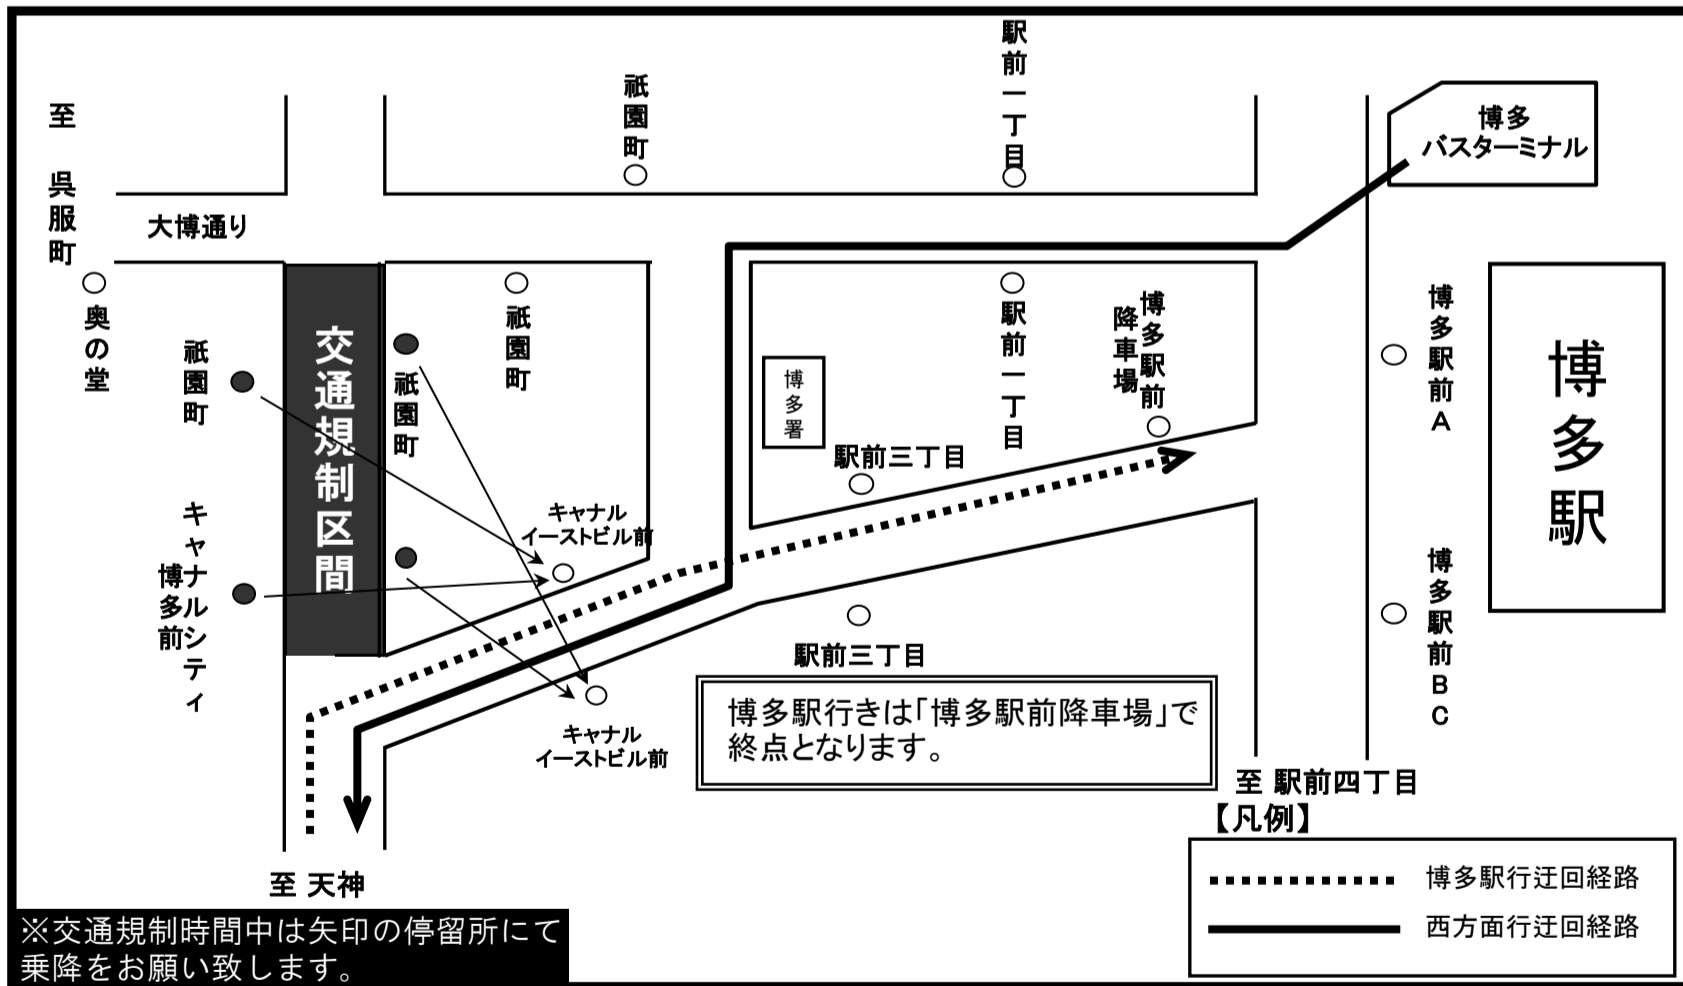 駅前一丁目
祇園町
至 呉服町
博多
バスターミナル
大博通り
奥の堂
祇園町
交通規制区間
祇園町
祇園町
博多署
駅前一丁目
博多駅前
降車場
博多駅前A
博多駅
駅前三丁目
キャナル
イーストビル前
キャナルシティ
博多前
博多駅前BC
駅前三丁目
キャナル
イーストビル前
博多駅行きは「博多駅前降車場」で
終点となります。
至 駅前四丁目
【凡例】
博多駅行迂回経路
西方面行迂回経路
至 天神
※交通規制時間中は矢印の停留所にて
乗降をお願い致します。